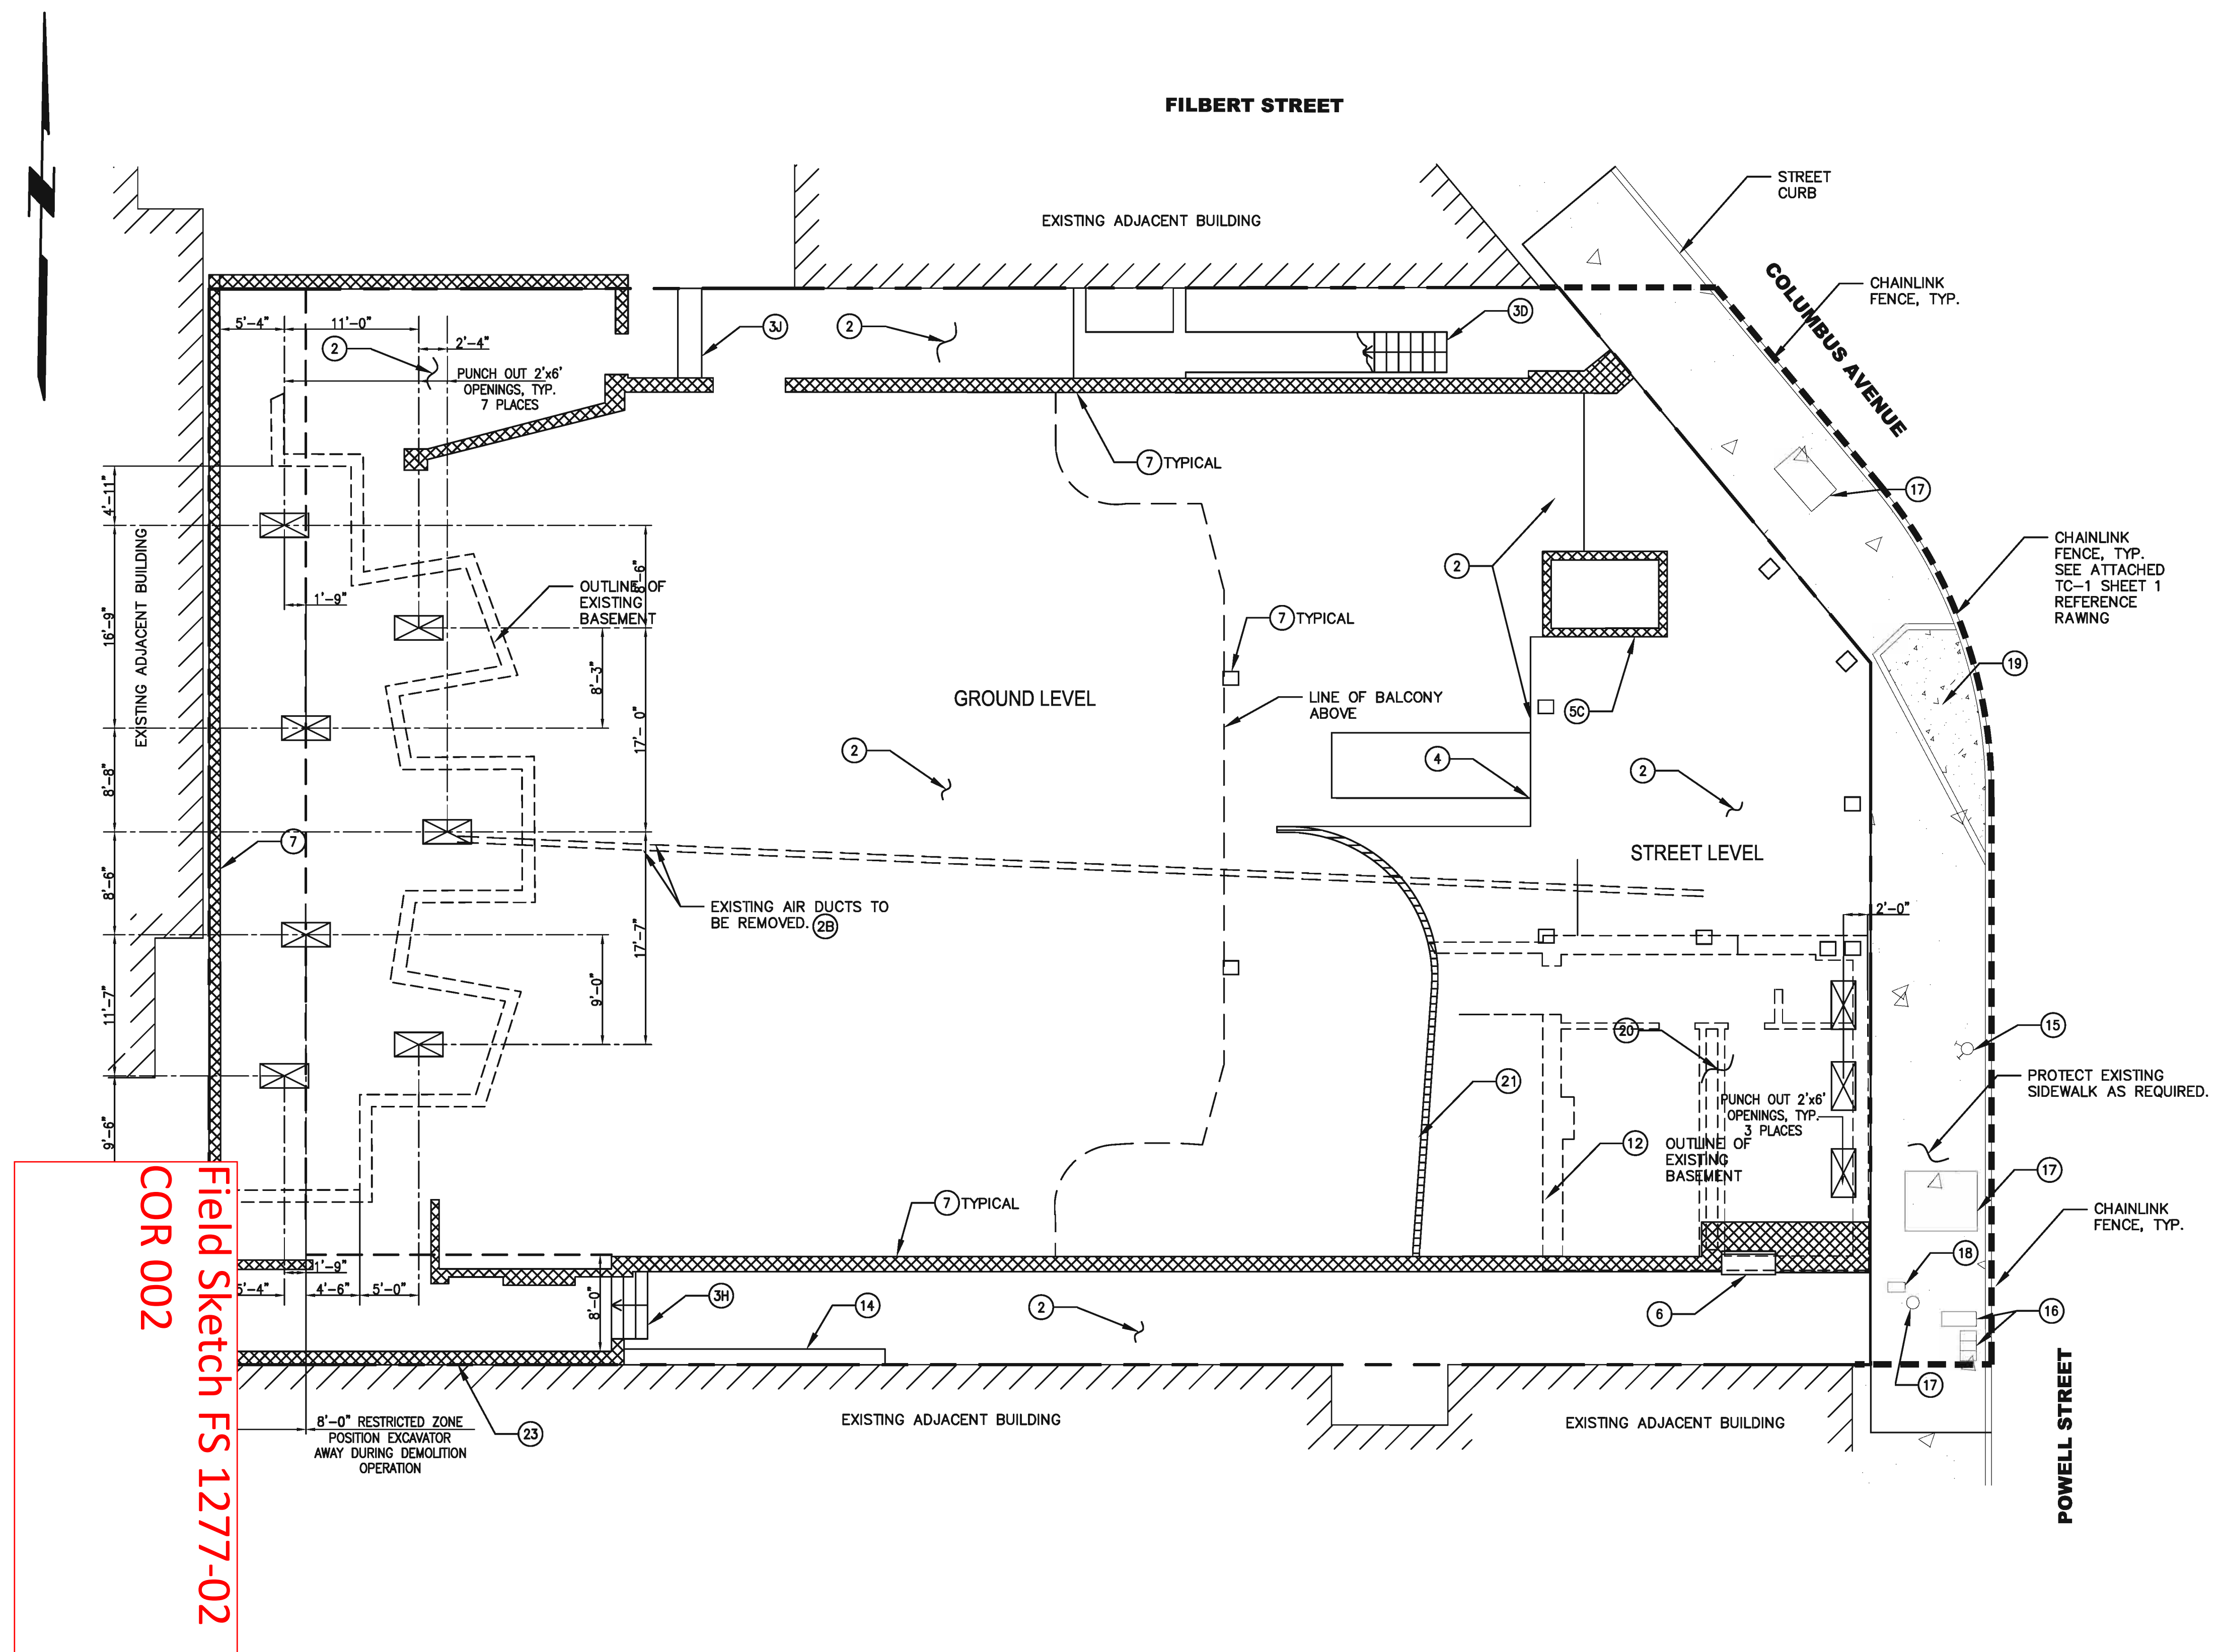 FILBERT STREET
STREET
CURB
EXISTING ADJACENT BUILDING
COLUMBUS AVENUE
CHAINLINK
FENCE, TYP.
3J
2
3D
5'-4"
11'-0"
2
2'-4"
PUNCH OUT 2'x6'
OPENINGS, TYP.
7 PLACES
7 TYPICAL
17
4'-11"
EXISTING ADJACENT BUILDING
16'-9"
8'-8"
8'-6"
11'-7"
9'-6"
1'-9"
OUTLINE OF
EXISTING
BASEMENT
8'-6"
8'-3"
17'- 0"
17'-7"
9'-0"
2
7 TYPICAL
CHAINLINK
FENCE, TYP.
SEE ATTACHED
TC-1 SHEET 1
REFERENCE
RAWING
19
GROUND LEVEL
LINE OF BALCONY
ABOVE
5C
2
4
2
7
STREET LEVEL
EXISTING AIR DUCTS TO
BE REMOVED. 2B
2'-0"
20
15
21
PROTECT EXISTING
SIDEWALK AS REQUIRED.
PUNCH OUT 2'x6'
OPENINGS, TYP.
3 PLACES
12
OUTLINE OF
EXISTING
BASEMENT
17
7 TYPICAL
CHAINLINK
FENCE, TYP.
18
1'-9"
5'-4"
4'-6"
5'-0"
8'-0"
3H
14
2
6
16
17
8'-0" RESTRICTED ZONE
POSITION EXCAVATOR
AWAY DURING DEMOLITION
OPERATION
23
EXISTING ADJACENT BUILDING
EXISTING ADJACENT BUILDING
POWELL STREET
Field Sketch FS 1277-02
COR 002